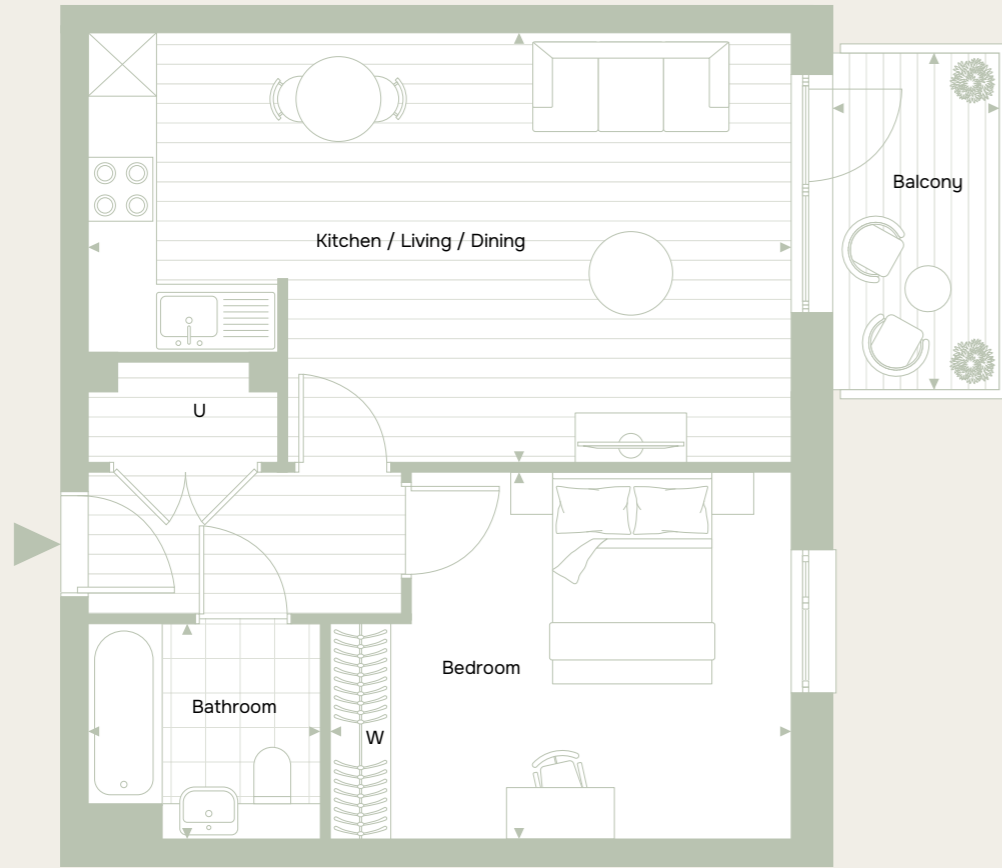 Balcony
Kitchen / Living / Dining
U
Bedroom
Bathroom
W